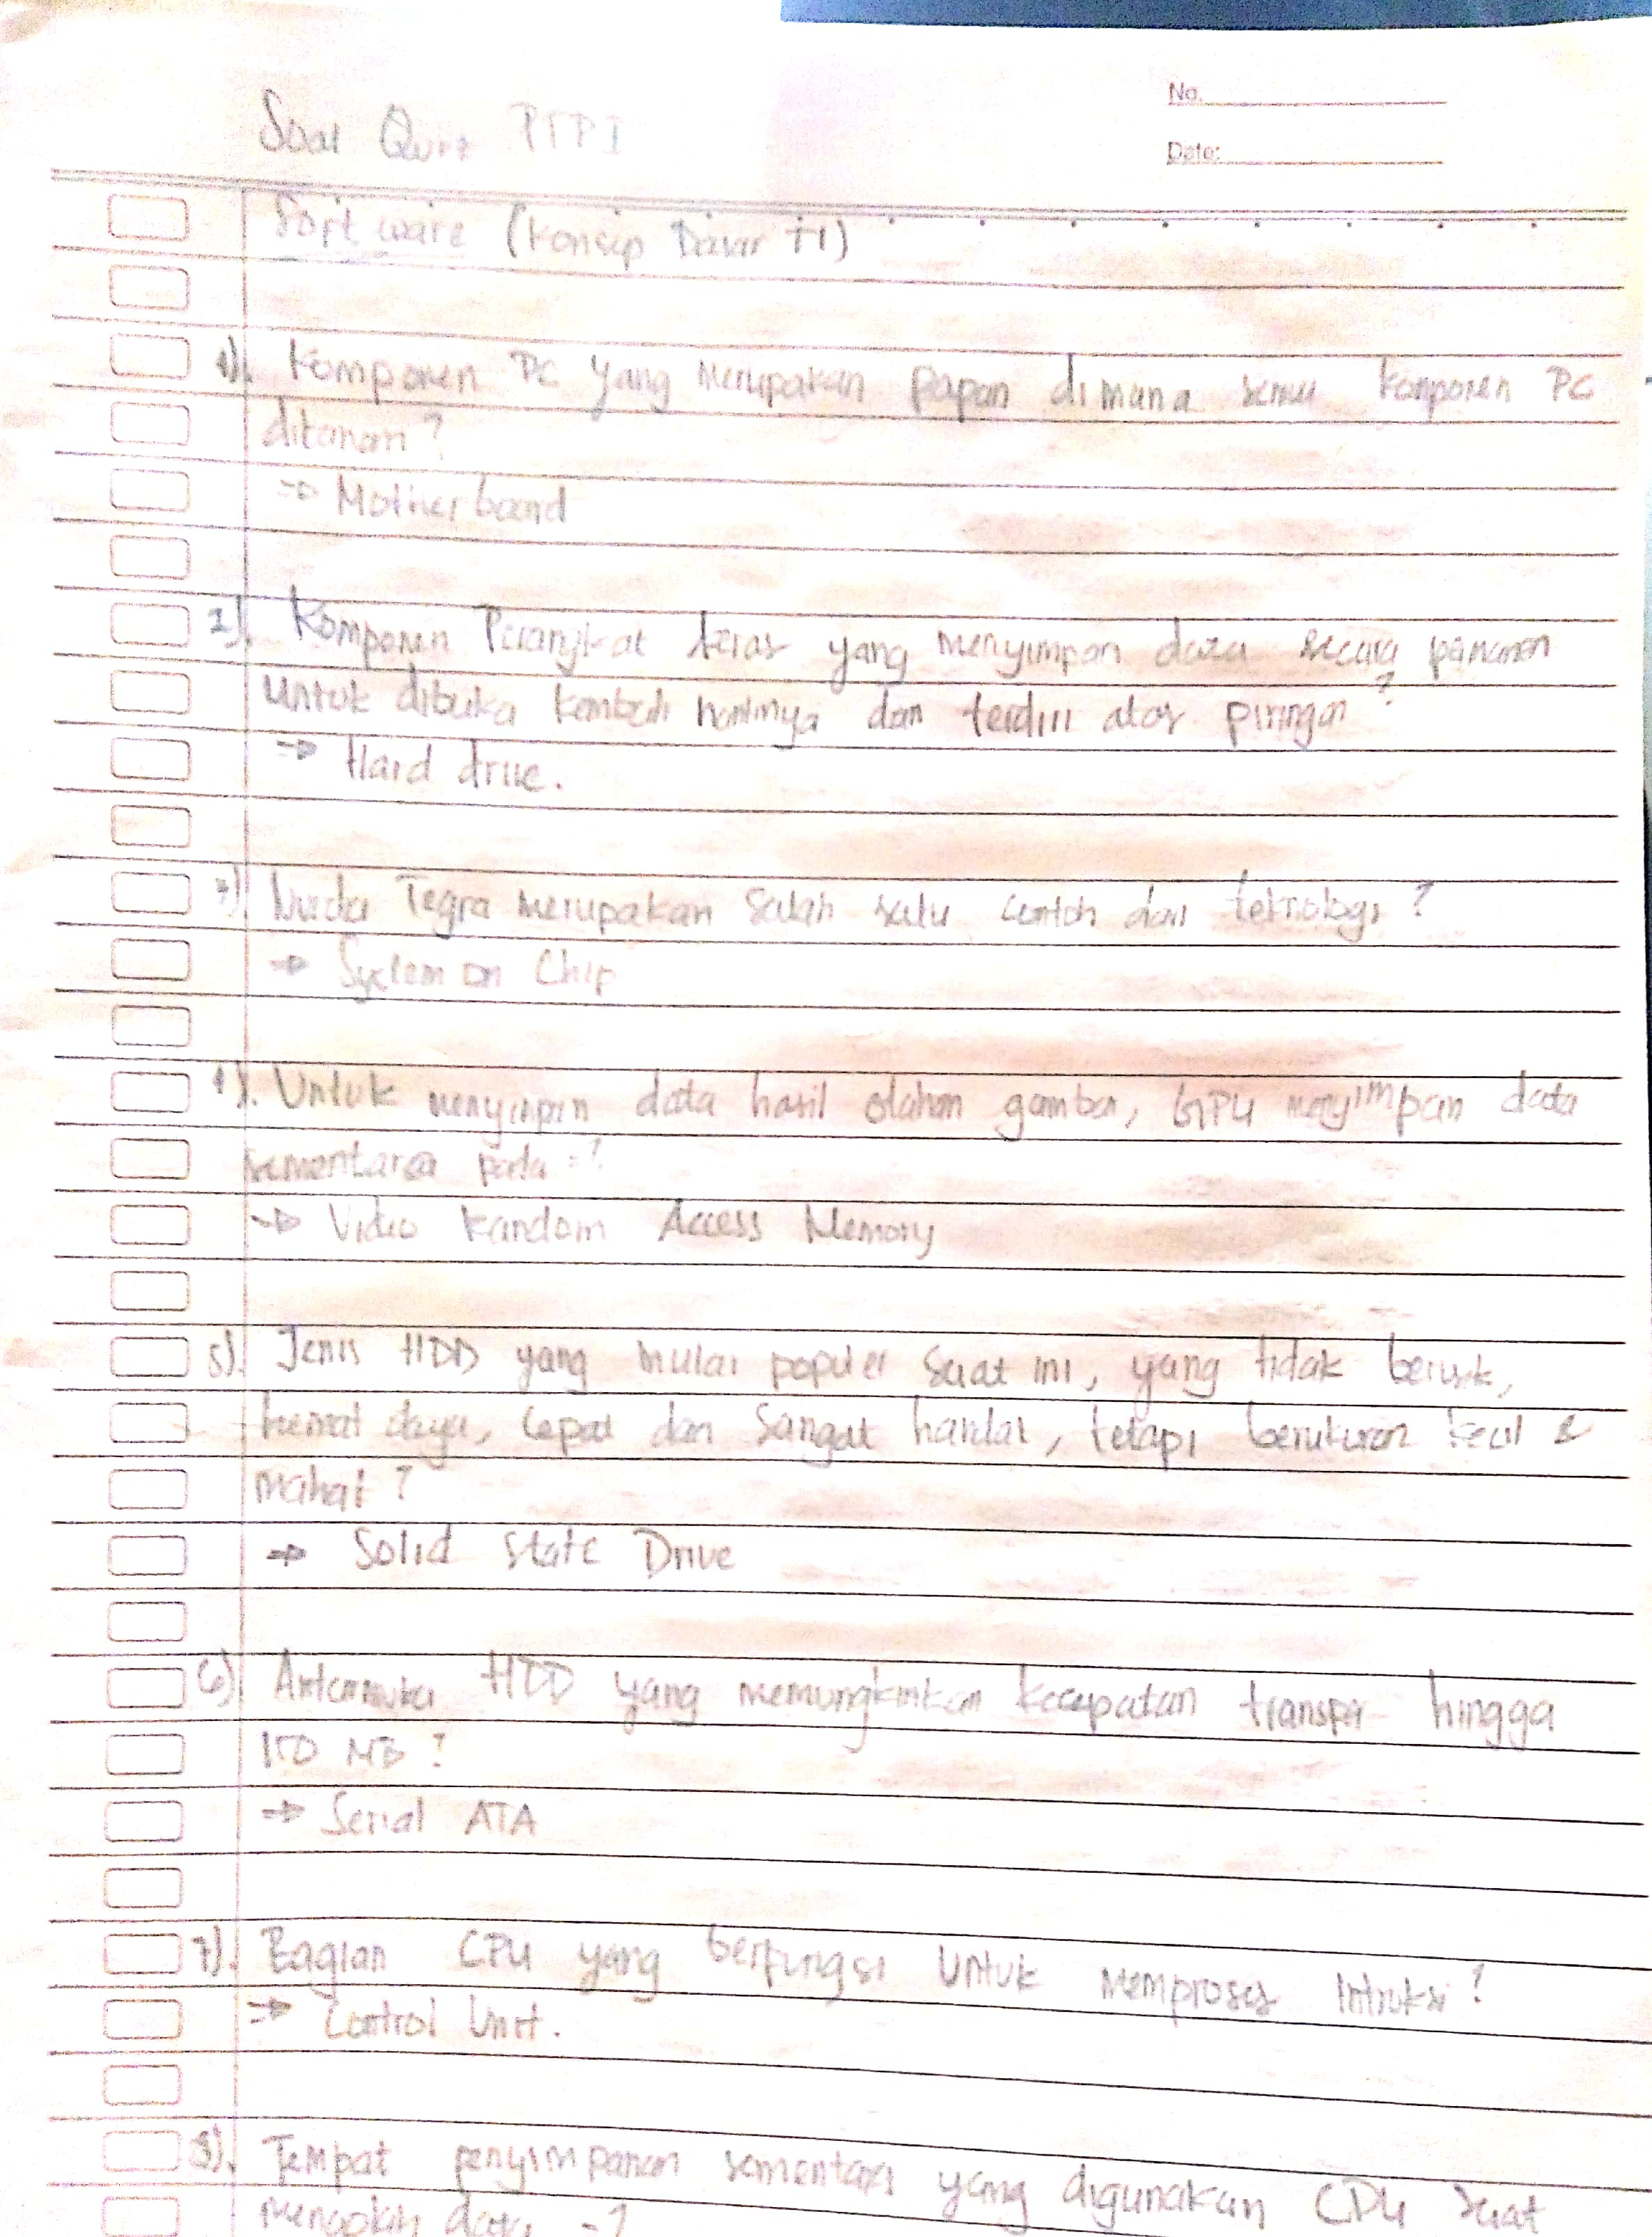 No.
Date:
Soal Quiz PTPI
Soft ware (Konsip Dasar TI)
1). Komponen PC yang merupakan papan dimana semu komponen PC
ditanam?
→ Motherboard
2). Komponen Perangkat keras yang menyimpan data secara
untuk dibuka kembali nantinya dan terdiri atas piringan?
→ Hard drive.
3). Nvidia Tegra merupakan salah satu contoh dari teknologi?
→ System on Chip
4). Untuk menyimpan data hasil olahan gambar, GPU menyimpan data
sementara pada =?
→ Video Random Access Memory
5). Jenis HDD yang mulai populer saat ini, yang tidak berisik,
hemat daya, cepat dan sangat handal, tetapi berukuran kecil &
mahal?
→ Solid State Drive
6). Antarmuka HDD yang memungkinkan kecepatan transper hingga
150 MB?
→ Serial ATA
7). Bagian CPU yang berfungsi untuk memproses intruksi?
→ Control Unit.
8). Tempat penyimpanan sementara yang digunakan CPU saat
mengolah data =?